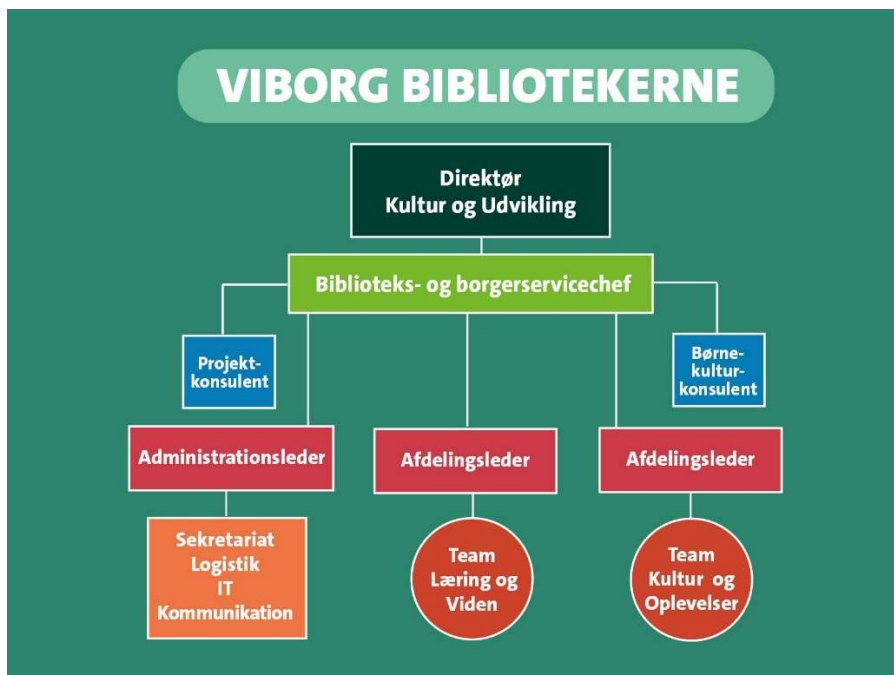 VIBORG BIBLIOTEKERNE
Direktør
Kultur og Udvikling
Biblioteks- og borgerservicechef
Projekt-
konsulent
Børne-
kultur-
konsulent
Administrationsleder
Afdelingsleder
Afdelingsleder
Sekretariat
Logistik
IT
Kommunikation
Team
Læring og
Viden
Team
Kultur og
Oplevelser